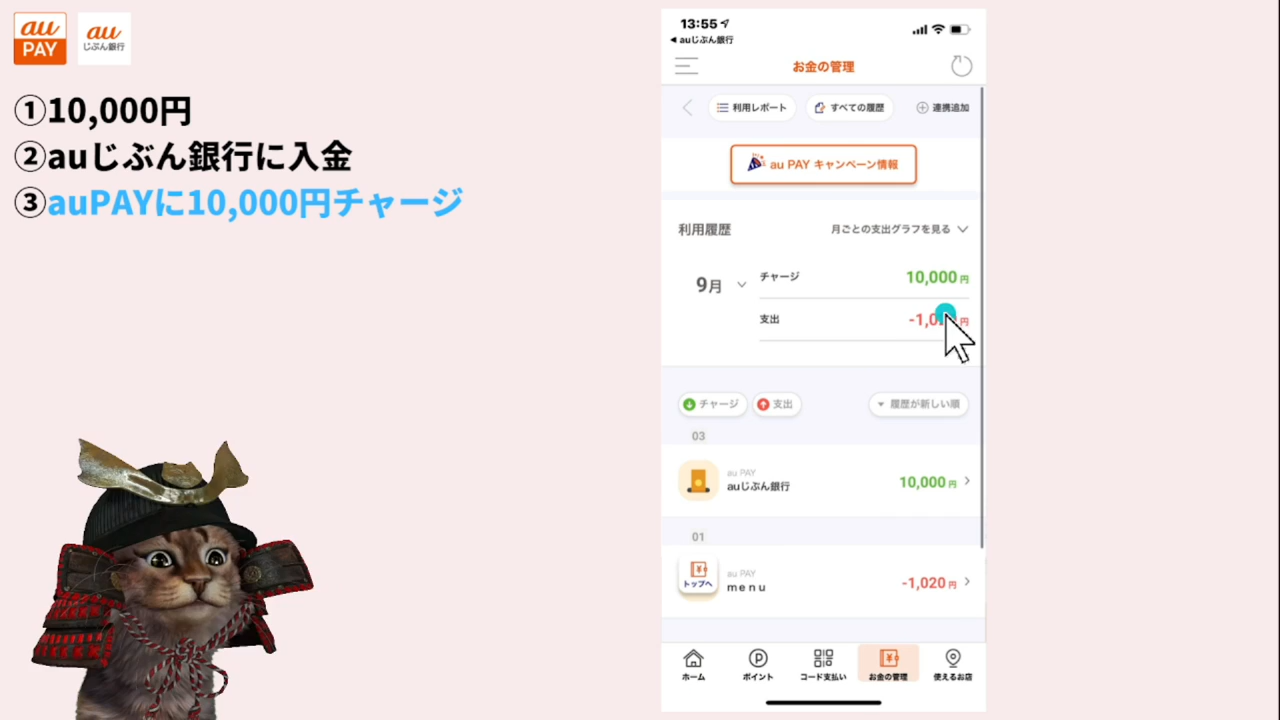 au
PAY
au
じぶん銀行
①10,000円
②auじぶん銀行に入金
③auPAYに10,000円チャージ
13:55
◀ auじぶん銀行
お金の管理
利用レポート
すべての履歴
連携追加
au PAY キャンペーン情報
利用履歴
月ごとの支出グラフを見る
9月
チャージ
10,000円
支出
円
チャージ
支出
履歴が新しい順
03
au PAY
auじぶん銀行
10,000円
01
トップへ
au PAY
menu
-1,020円
ホーム
ポイント
コード支払い
お金の管理
使えるお店